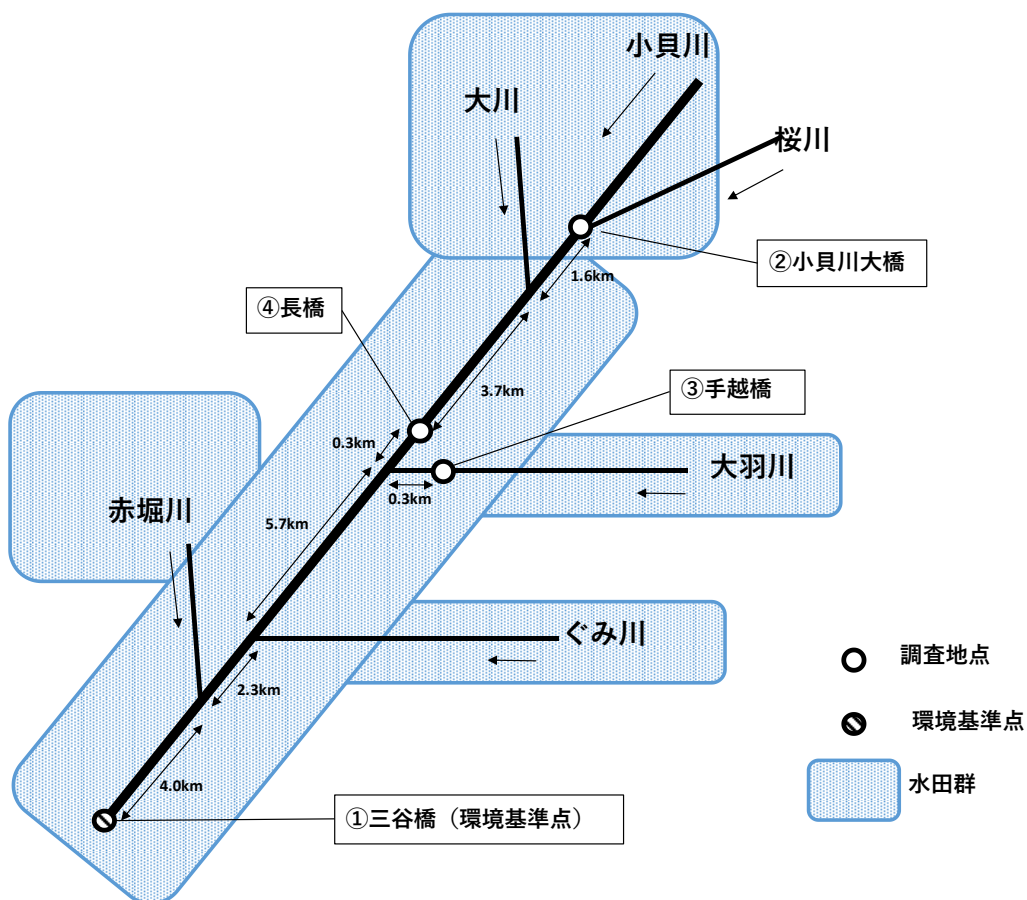 小貝川
大川
桜川
②小貝川大橋
1.6km
④長橋
3.7km
③手越橋
0.3km
大羽川
0.3km
赤堀川
5.7km
ぐみ川
調査地点
2.3km
環境基準点
4.0km
水田群
①三谷橋（環境基準点）